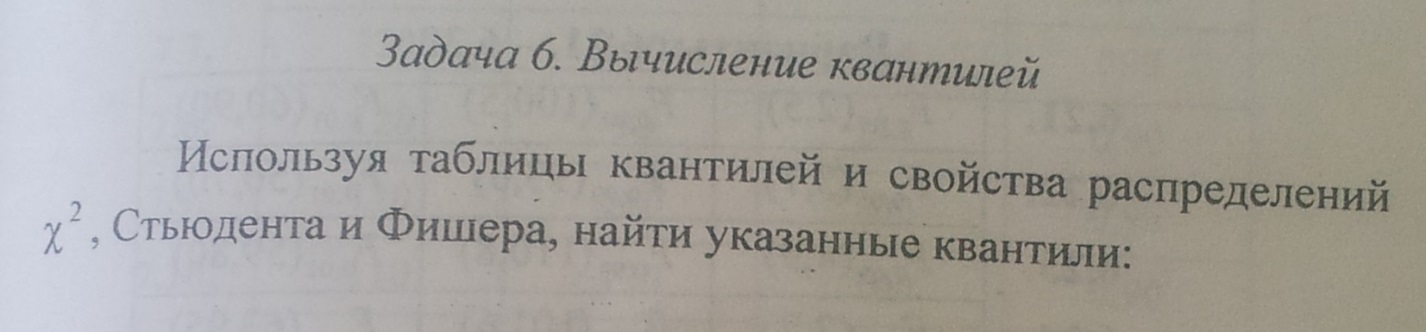 Задача 6. Вычисление квантилей
Используя таблицы квантилей и свойства распределений
χ², Стьюдента и Фишера, найти указанные квантили: